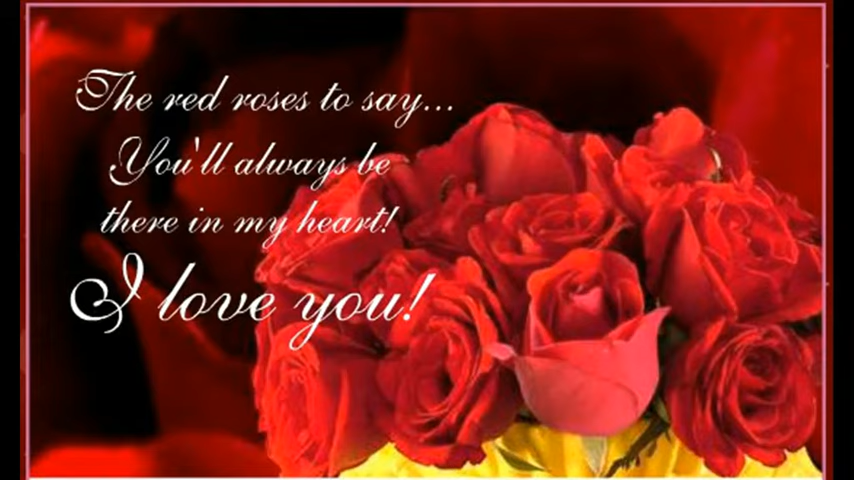 The red roses to say...
You'll always be
there in my heart!
I love you!